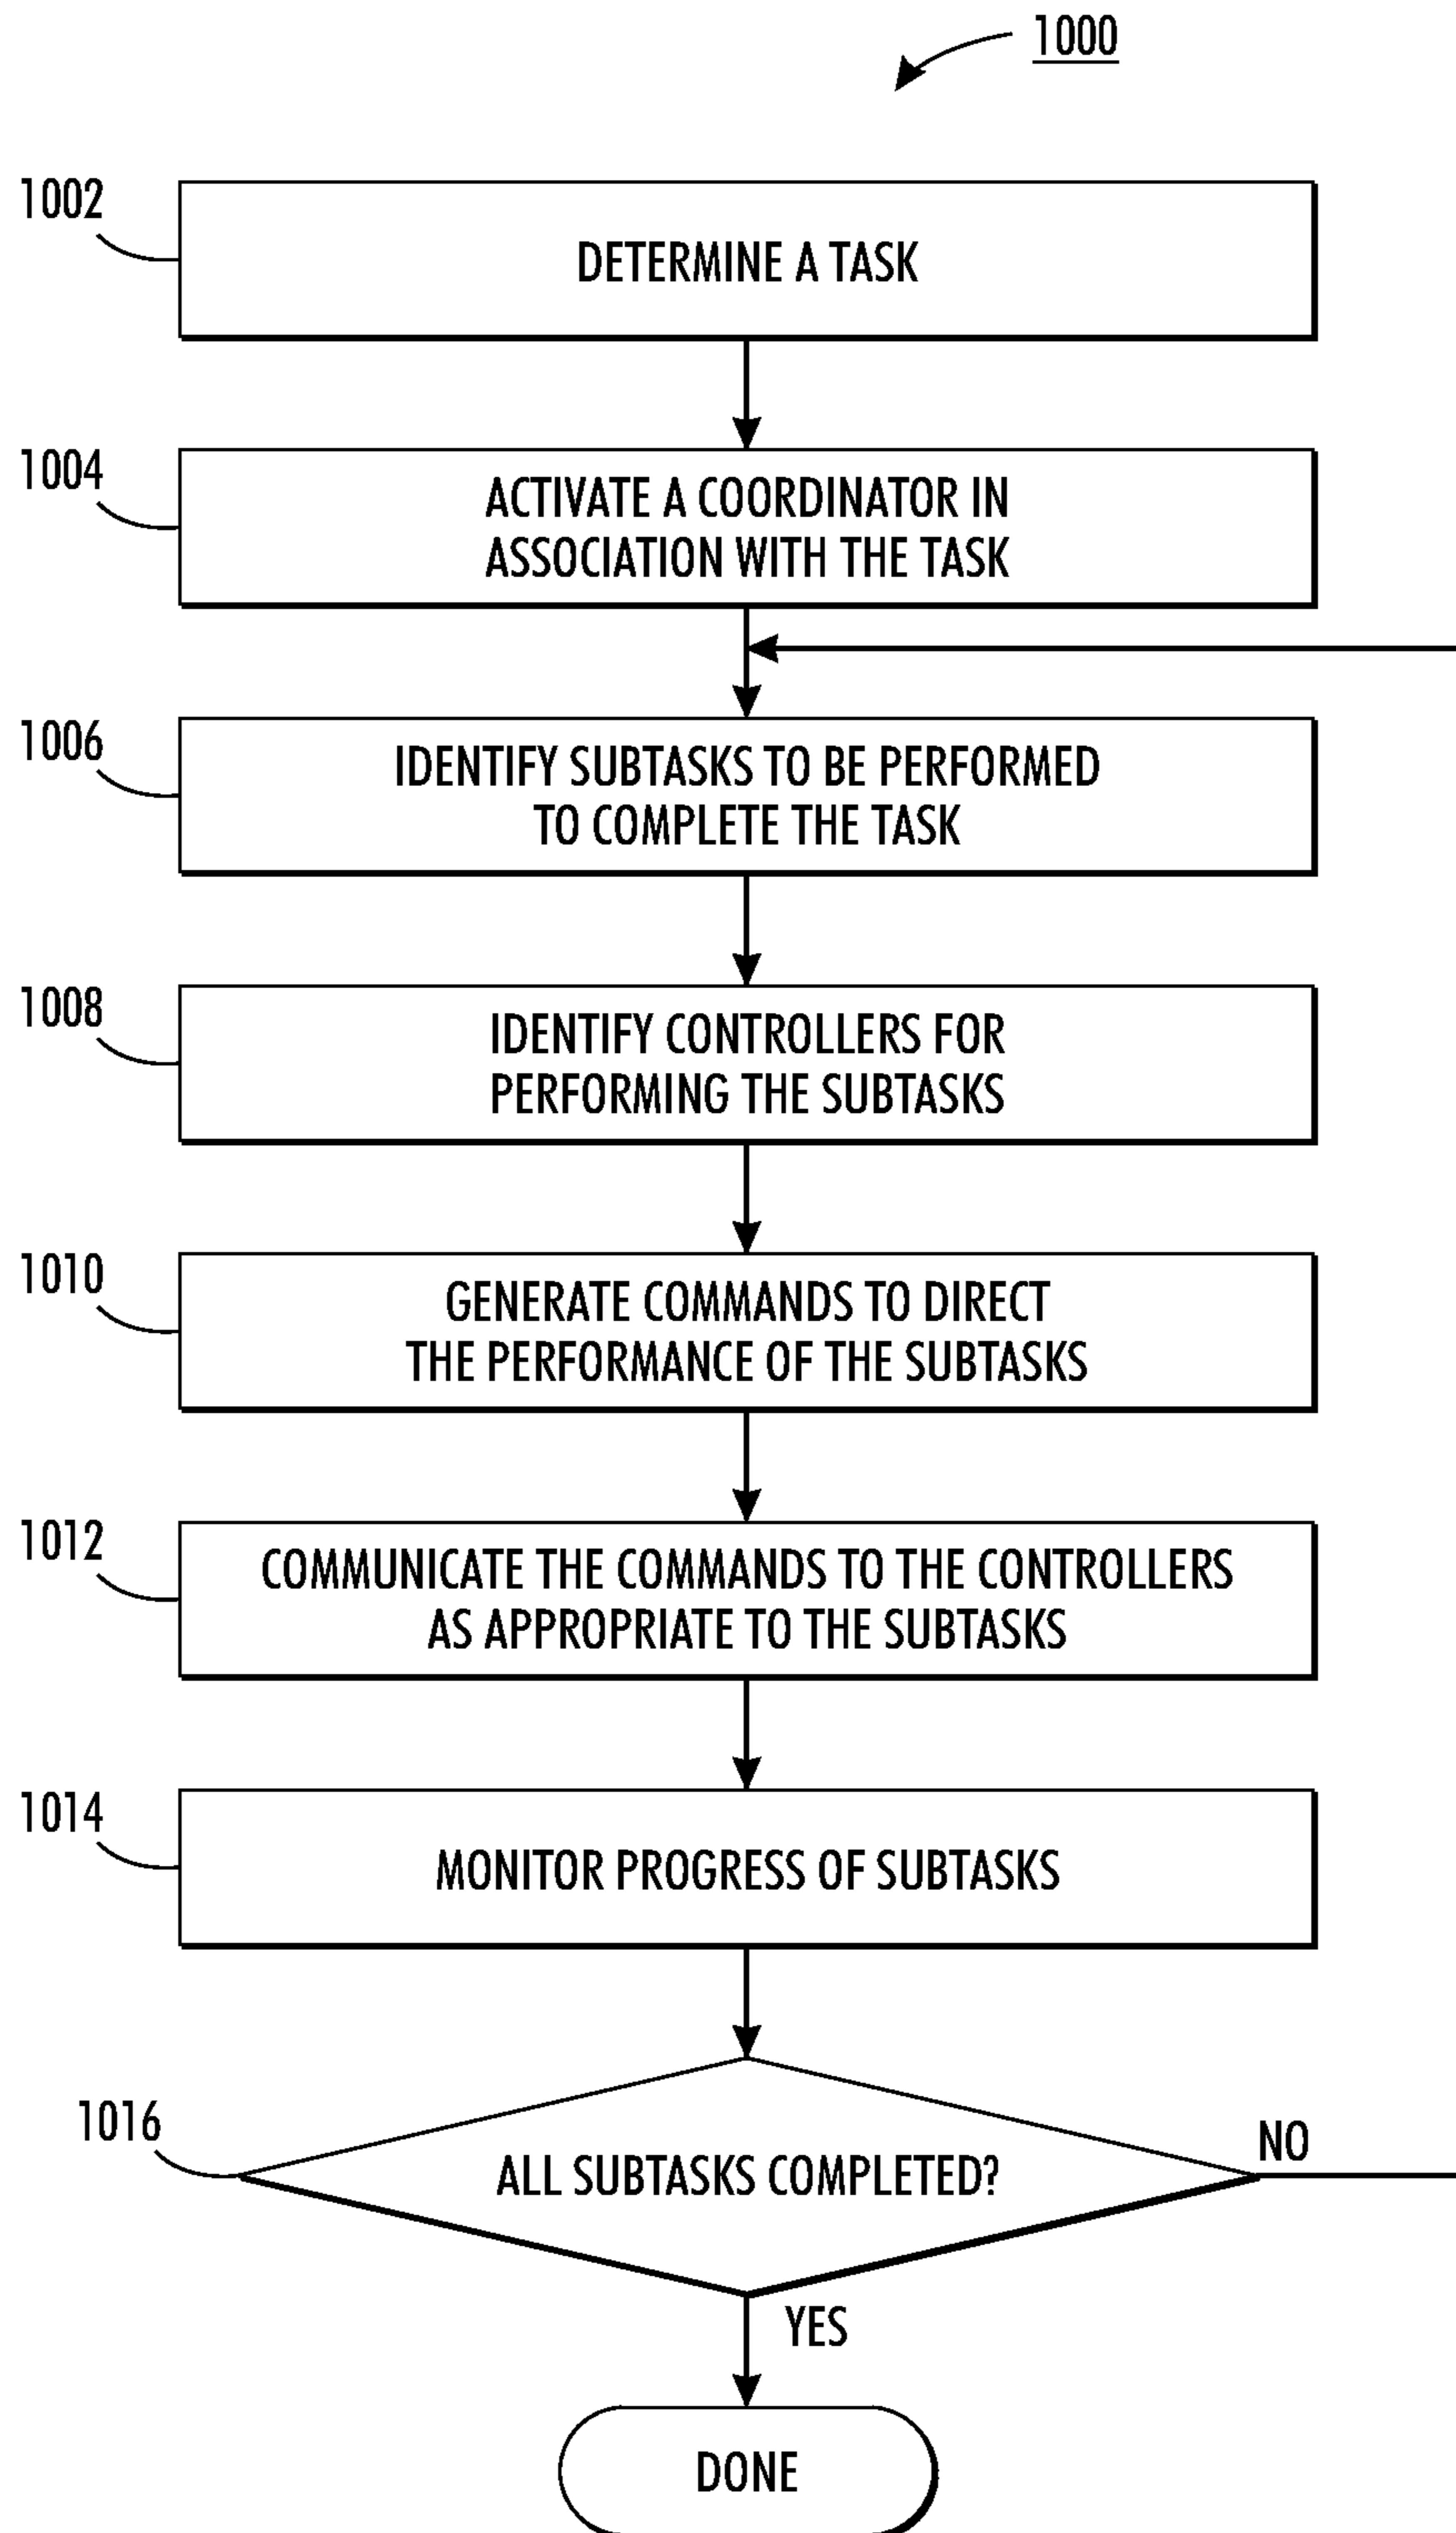 1000
1002
DETERMINE A TASK
1004
ACTIVATE A COORDINATOR IN
ASSOCIATION WITH THE TASK
1006
IDENTIFY SUBTASKS TO BE PERFORMED
TO COMPLETE THE TASK
1008
IDENTIFY CONTROLLERS FOR
PERFORMING THE SUBTASKS
1010
GENERATE COMMANDS TO DIRECT
THE PERFORMANCE OF THE SUBTASKS
1012
COMMUNICATE THE COMMANDS TO THE CONTROLLERS
AS APPROPRIATE TO THE SUBTASKS
1014
MONITOR PROGRESS OF SUBTASKS
1016
ALL SUBTASKS COMPLETED?
NO
YES
DONE